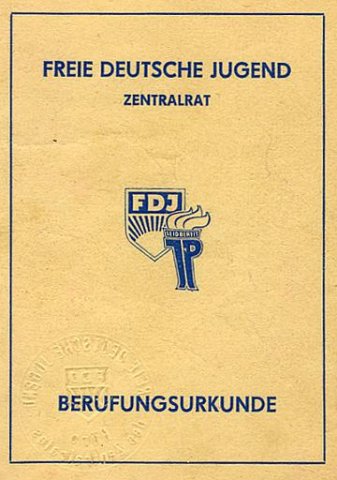 FREIE DEUTSCHE JUGEND
ZENTRALRAT
FDJ
SEID BEREIT
JP
BERUFUNGSURKUNDE